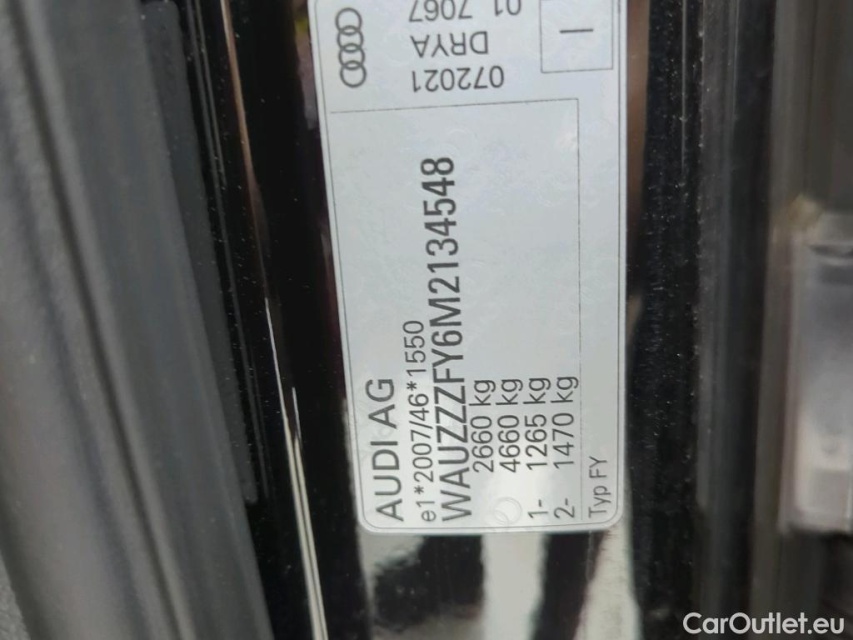 AUDI AG
e1*2007/46*1550
WAUZZZFY6M2134548
2660 kg
4660 kg
1- 1265 kg
2- 1470 kg
Typ FY
072021
DRYA
01 7067
CarOutlet.eu